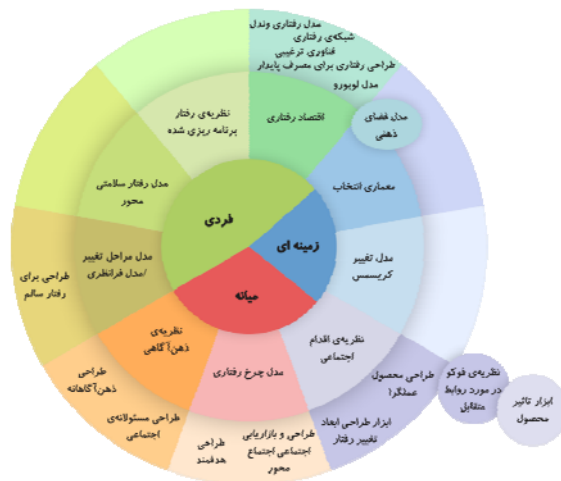 مدل رفتاری وندل
شبکه‌ی رفتاری
فناوری ترغیبی
طراحی رفتاری برای مصرف پایدار
مدل لوبورو
نظریه‌ی رفتار
برنامه ریزی شده
اقتصاد رفتاری
مدل فضای
ذهنی
مدل رفتار سلامتی
محور
معماری انتخاب
فردی
زمینه ای
میانه
طراحی برای
رفتار سالم
مدل مراحل تغییر
/مدل فرانظری
مدل تغییر
کریسمس
نظریه‌ی
ذهن‌آگاهی
مدل چرخ رفتاری
نظریه‌ی اقدام
اجتماعی
طراحی
ذهن‌آگاهانه
طراحی مسئولانه‌ی
اجتماعی
طراحی
هدفمند
طراحی و بازاریابی
اجتماعی اجتماع
محور
ابزار طراحی ابعاد
تغییر رفتار
طراحی محصول
عملگرا
نظریه‌ی فوکو
در مورد روابط
متقابل
ابزار تاثیر
محصول